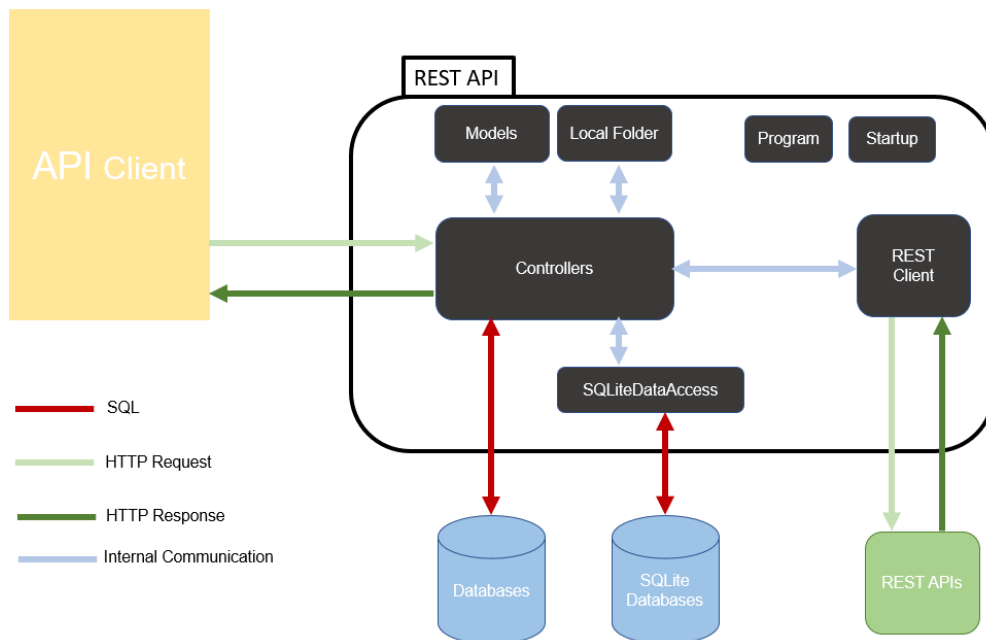 REST API
Models
Local Folder
Program
Startup
API Client
Controllers
REST
Client
SQLiteDataAccess
SQL
HTTP Request
HTTP Response
Internal Communication
Databases
SQLite
Databases
REST APIs